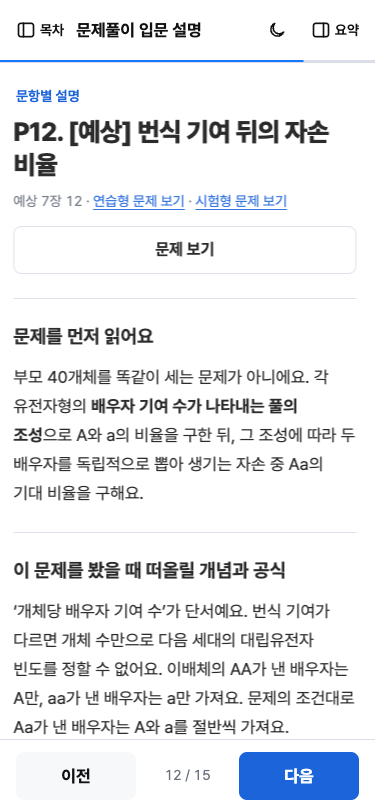 목차 문제풀이 입문 설명 요약
문항별 설명
P12. [예상] 번식 기여 뒤의 자손
비율
예상 7장 12 · 연습형 문제 보기 · 시험형 문제 보기
문제 보기
문제를 먼저 읽어요
부모 40개체를 똑같이 세는 문제가 아니에요. 각
유전자형의 배우자 기여 수가 나타내는 풀의
조성으로 A와 a의 비율을 구한 뒤, 그 조성에 따라 두
배우자를 독립적으로 뽑아 생기는 자손 중 Aa의
기대 비율을 구해요.
이 문제를 봤을 때 떠올릴 개념과 공식
‘개체당 배우자 기여 수’가 단서예요. 번식 기여가
다르면 개체 수만으로 다음 세대의 대립유전자
빈도를 정할 수 없어요. 이배체의 AA가 낸 배우자는
A만, aa가 낸 배우자는 a만 가져요. 문제의 조건대로
Aa가 낸 배우자는 A와 a를 절반씩 가져요.
이전 12 / 15 다음